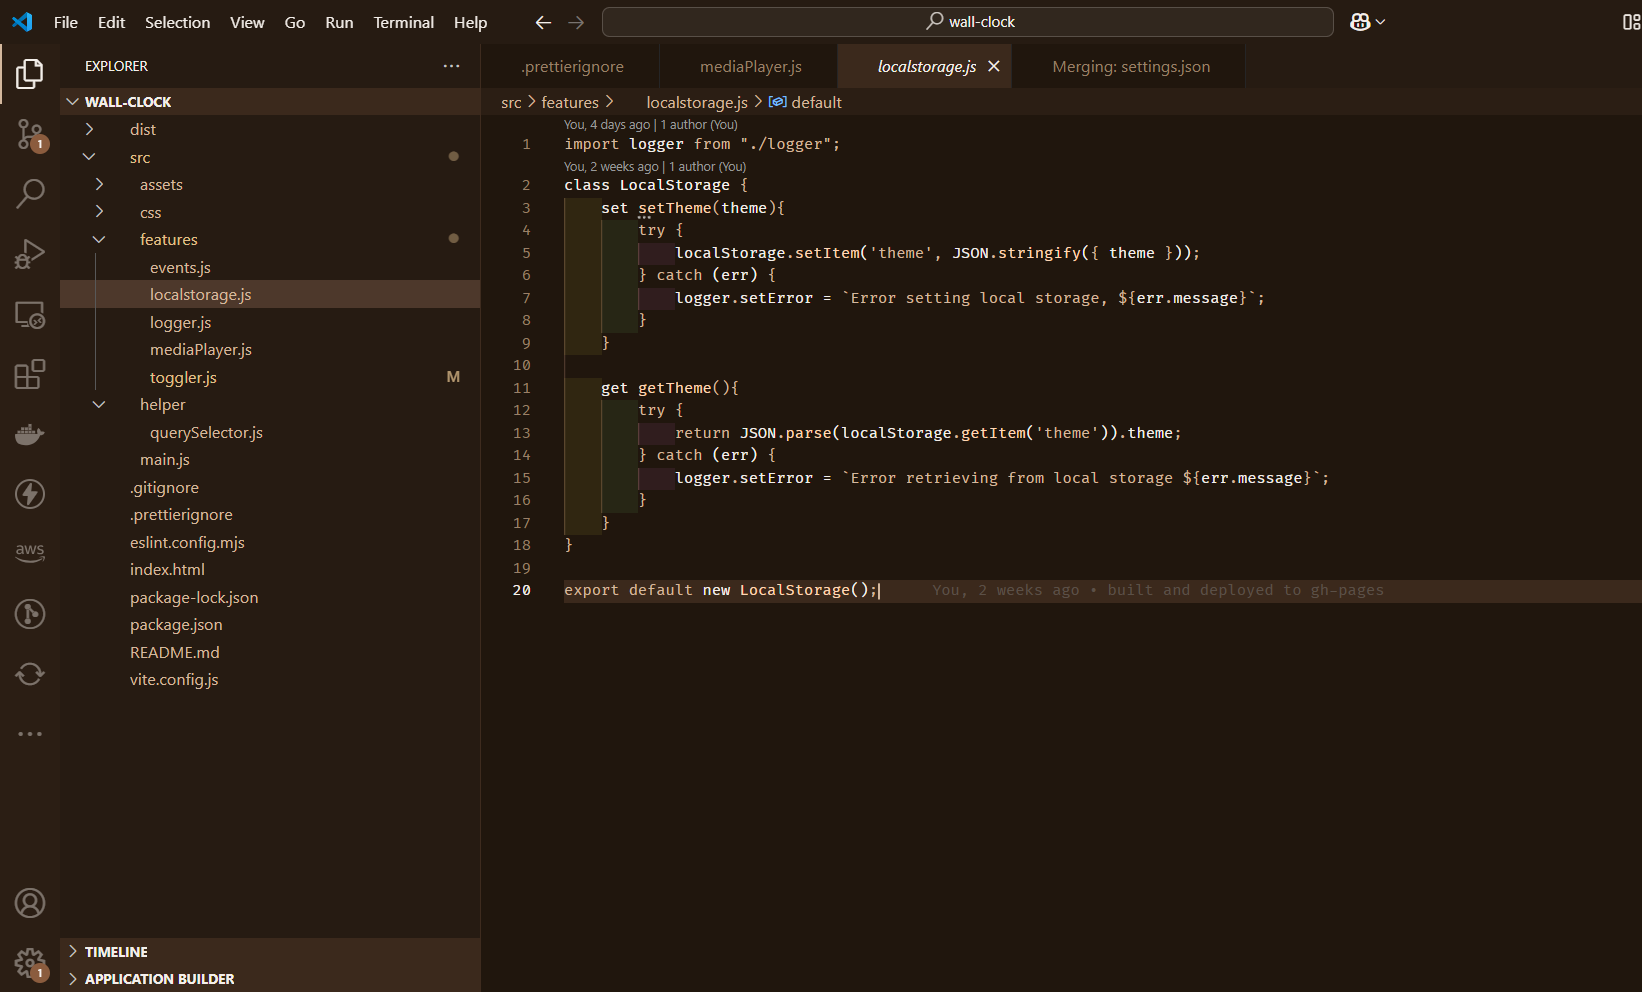 File Edit Selection View Go Run Terminal Help
wall-clock
EXPLORER
WALL-CLOCK
dist
src
assets
css
features
events.js
localstorage.js
logger.js
mediaPlayer.js
toggler.js M
helper
querySelector.js
main.js
.gitignore
.prettierignore
eslint.config.mjs
index.html
package-lock.json
package.json
README.md
vite.config.js
TIMELINE
APPLICATION BUILDER
1
aws
1
.prettierignore mediaPlayer.js localstorage.js Merging: settings.json
src > features > localstorage.js > default
You, 4 days ago | 1 author (You)
1 import logger from "./logger";
You, 2 weeks ago | 1 author (You)
2 class LocalStorage {
3 set setTheme(theme){
4 try {
5 localStorage.setItem('theme', JSON.stringify({ theme }));
6 } catch (err) {
7 logger.setError = `Error setting local storage, ${err.message}`;
8 }
9 }
10
11 get getTheme(){
12 try {
13 return JSON.parse(localStorage.getItem('theme')).theme;
14 } catch (err) {
15 logger.setError = `Error retrieving from local storage ${err.message}`;
16 }
17 }
18 }
19
20 export default new LocalStorage(); You, 2 weeks ago • built and deployed to gh-pages